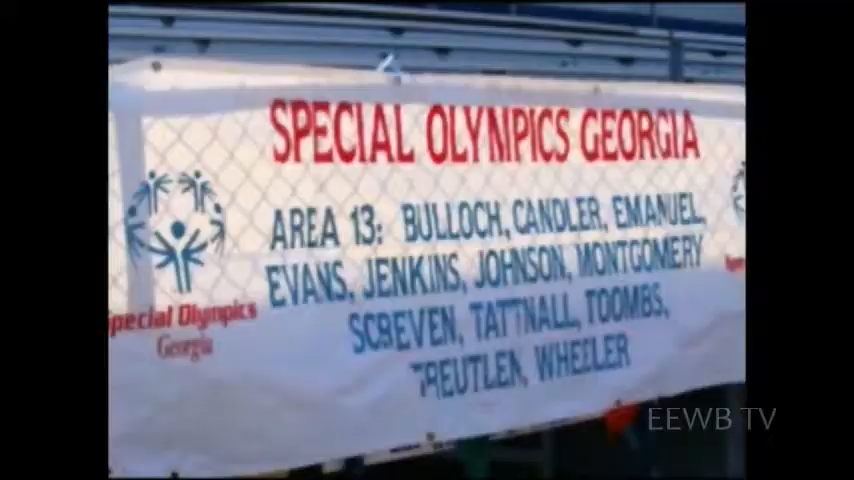 SPECIAL OLYMPICS GEORGIA
AREA 13: BULLOCH, CANDLER, EMANUEL,
EVANS, JENKINS, JOHNSON, MONTGOMERY
SCREVEN, TATTNALL, TOOMBS,
TREUTLEN, WHEELER
Special Olympics
Georgia
EEWB TV